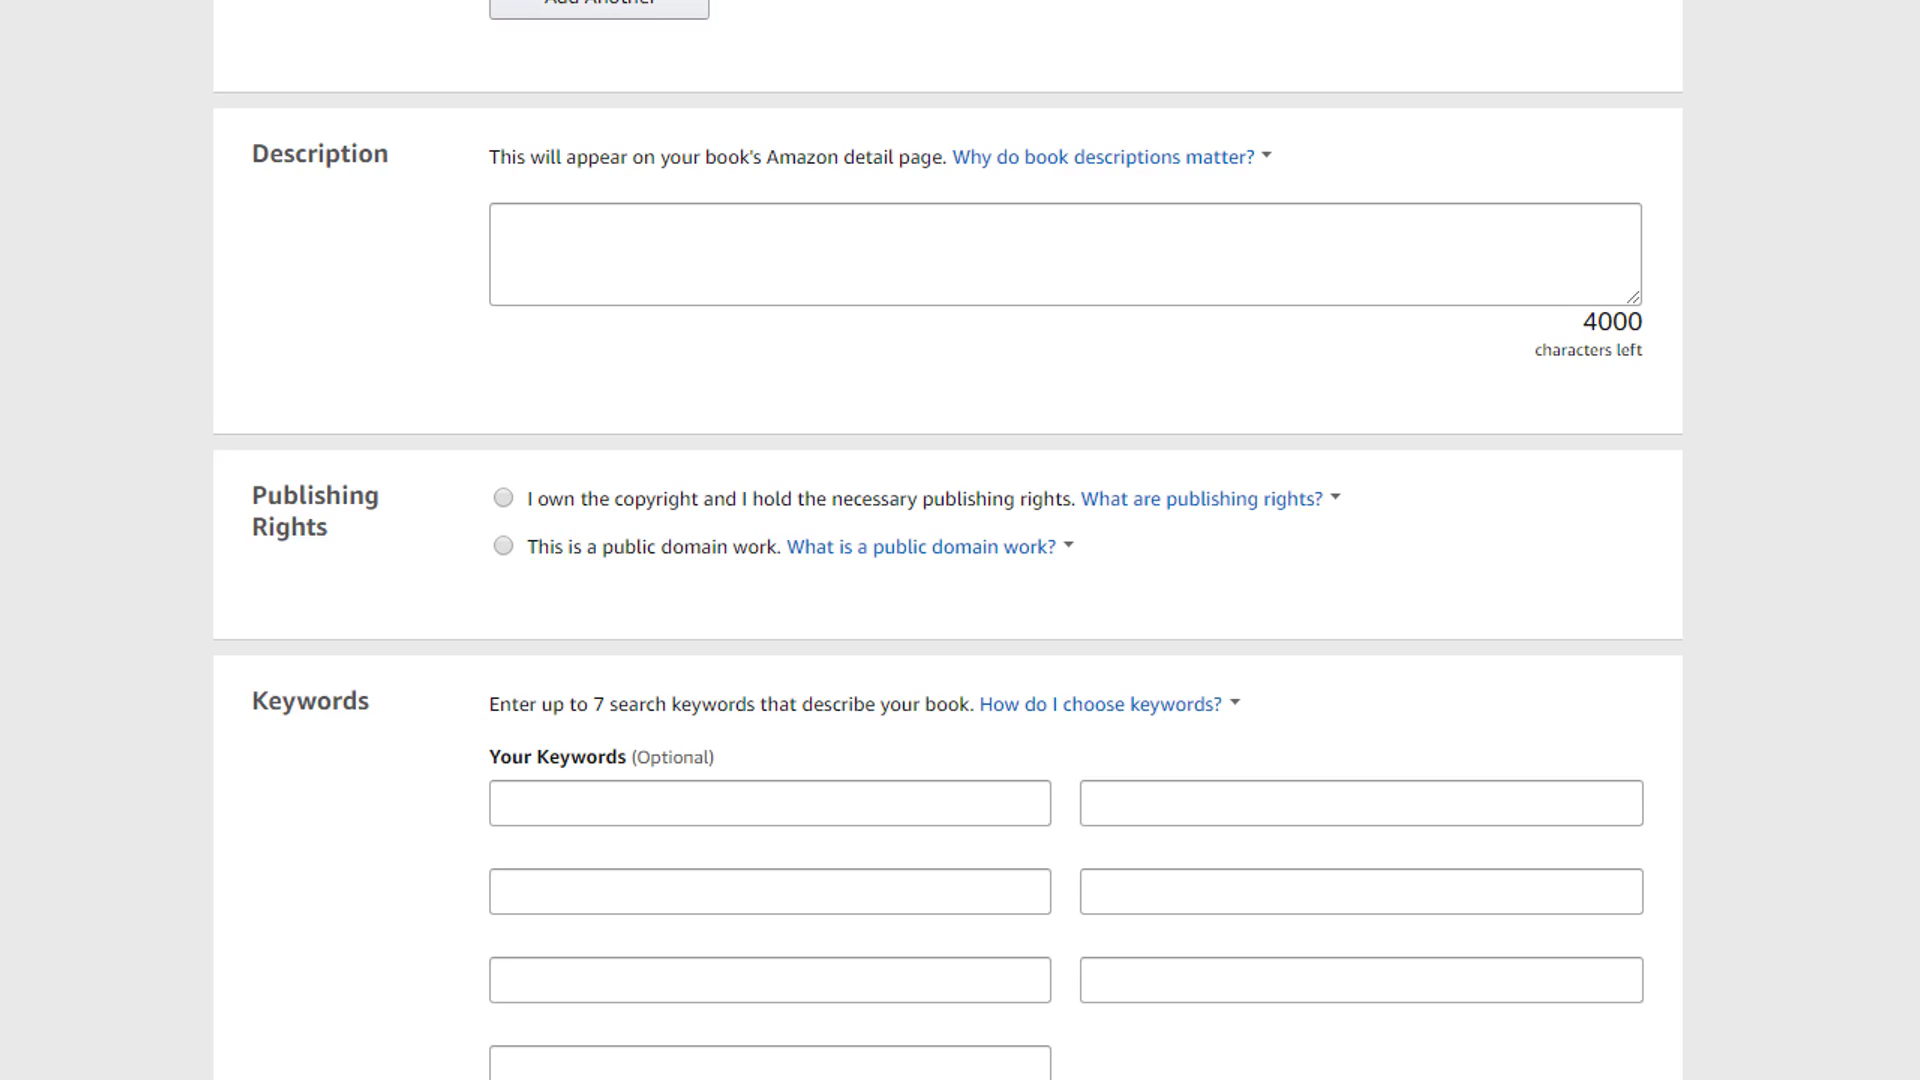 Add Another
Description
This will appear on your book's Amazon detail page. Why do book descriptions matter?
4000
characters left
Publishing
Rights
I own the copyright and I hold the necessary publishing rights. What are publishing rights?
This is a public domain work. What is a public domain work?
Keywords
Enter up to 7 search keywords that describe your book. How do I choose keywords?
Your Keywords (Optional)